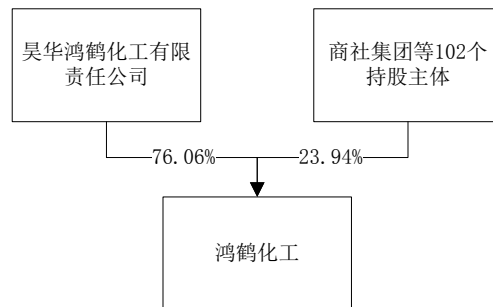 昊华鸿鹤化工有限
责任公司
商社集团等102个
持股主体
76.06%
23.94%
鸿鹤化工